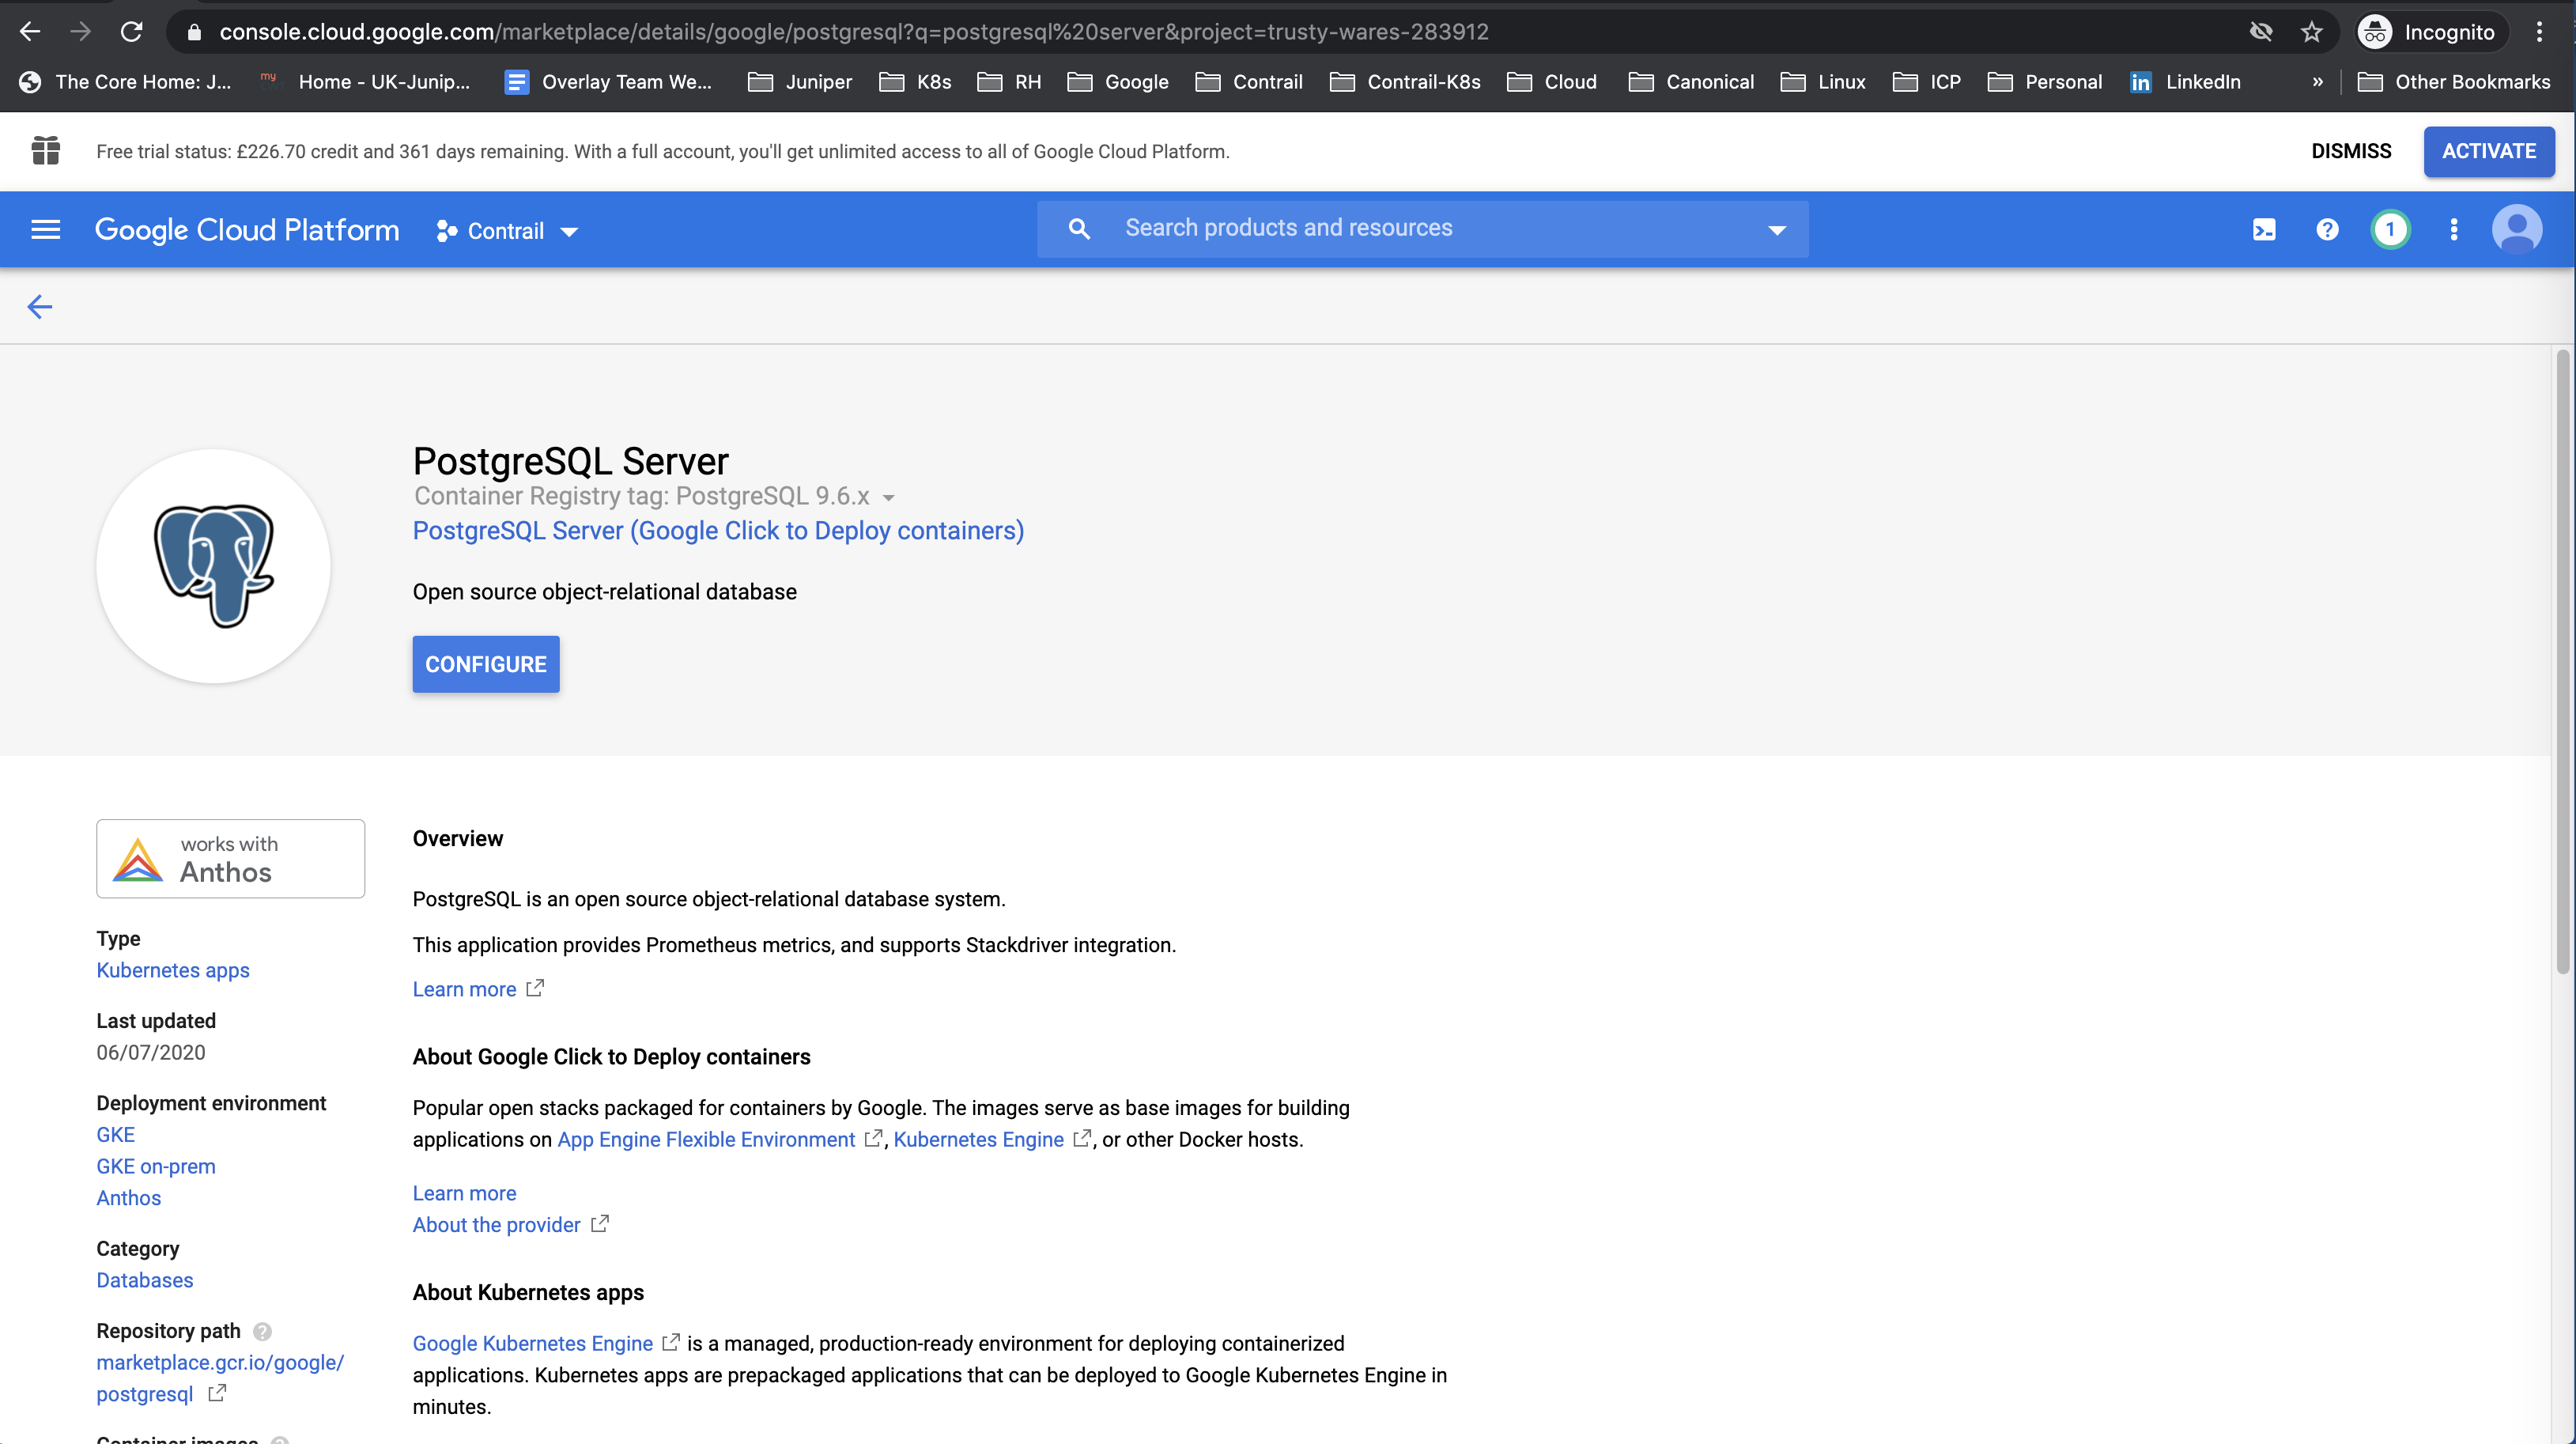 console.cloud.google.com/marketplace/details/google/postgresql?q=postgresql%20server&project=trusty-wares-283912
Incognito
The Core Home: J...
my
Home - UK-Junip...
Overlay Team We...
Juniper
K8s
RH
Google
Contrail
Contrail-K8s
Cloud
Canonical
Linux
ICP
Personal
in
LinkedIn
»
Other Bookmarks
Free trial status: £226.70 credit and 361 days remaining. With a full account, you'll get unlimited access to all of Google Cloud Platform.
DISMISS
ACTIVATE
Google Cloud Platform
Contrail
Search products and resources
1
PostgreSQL Server
Container Registry tag: PostgreSQL 9.6.x
PostgreSQL Server (Google Click to Deploy containers)
Open source object-relational database
CONFIGURE
works with
Anthos
Type
Kubernetes apps
Last updated
06/07/2020
Deployment environment
GKE
GKE on-prem
Anthos
Category
Databases
Repository path
marketplace.gcr.io/google/
postgresql
Container images
Overview
PostgreSQL is an open source object-relational database system.
This application provides Prometheus metrics, and supports Stackdriver integration.
Learn more
About Google Click to Deploy containers
Popular open stacks packaged for containers by Google. The images serve as base images for building
applications on App Engine Flexible Environment , Kubernetes Engine , or other Docker hosts.
Learn more
About the provider
About Kubernetes apps
Google Kubernetes Engine is a managed, production-ready environment for deploying containerized
applications. Kubernetes apps are prepackaged applications that can be deployed to Google Kubernetes Engine in
minutes.